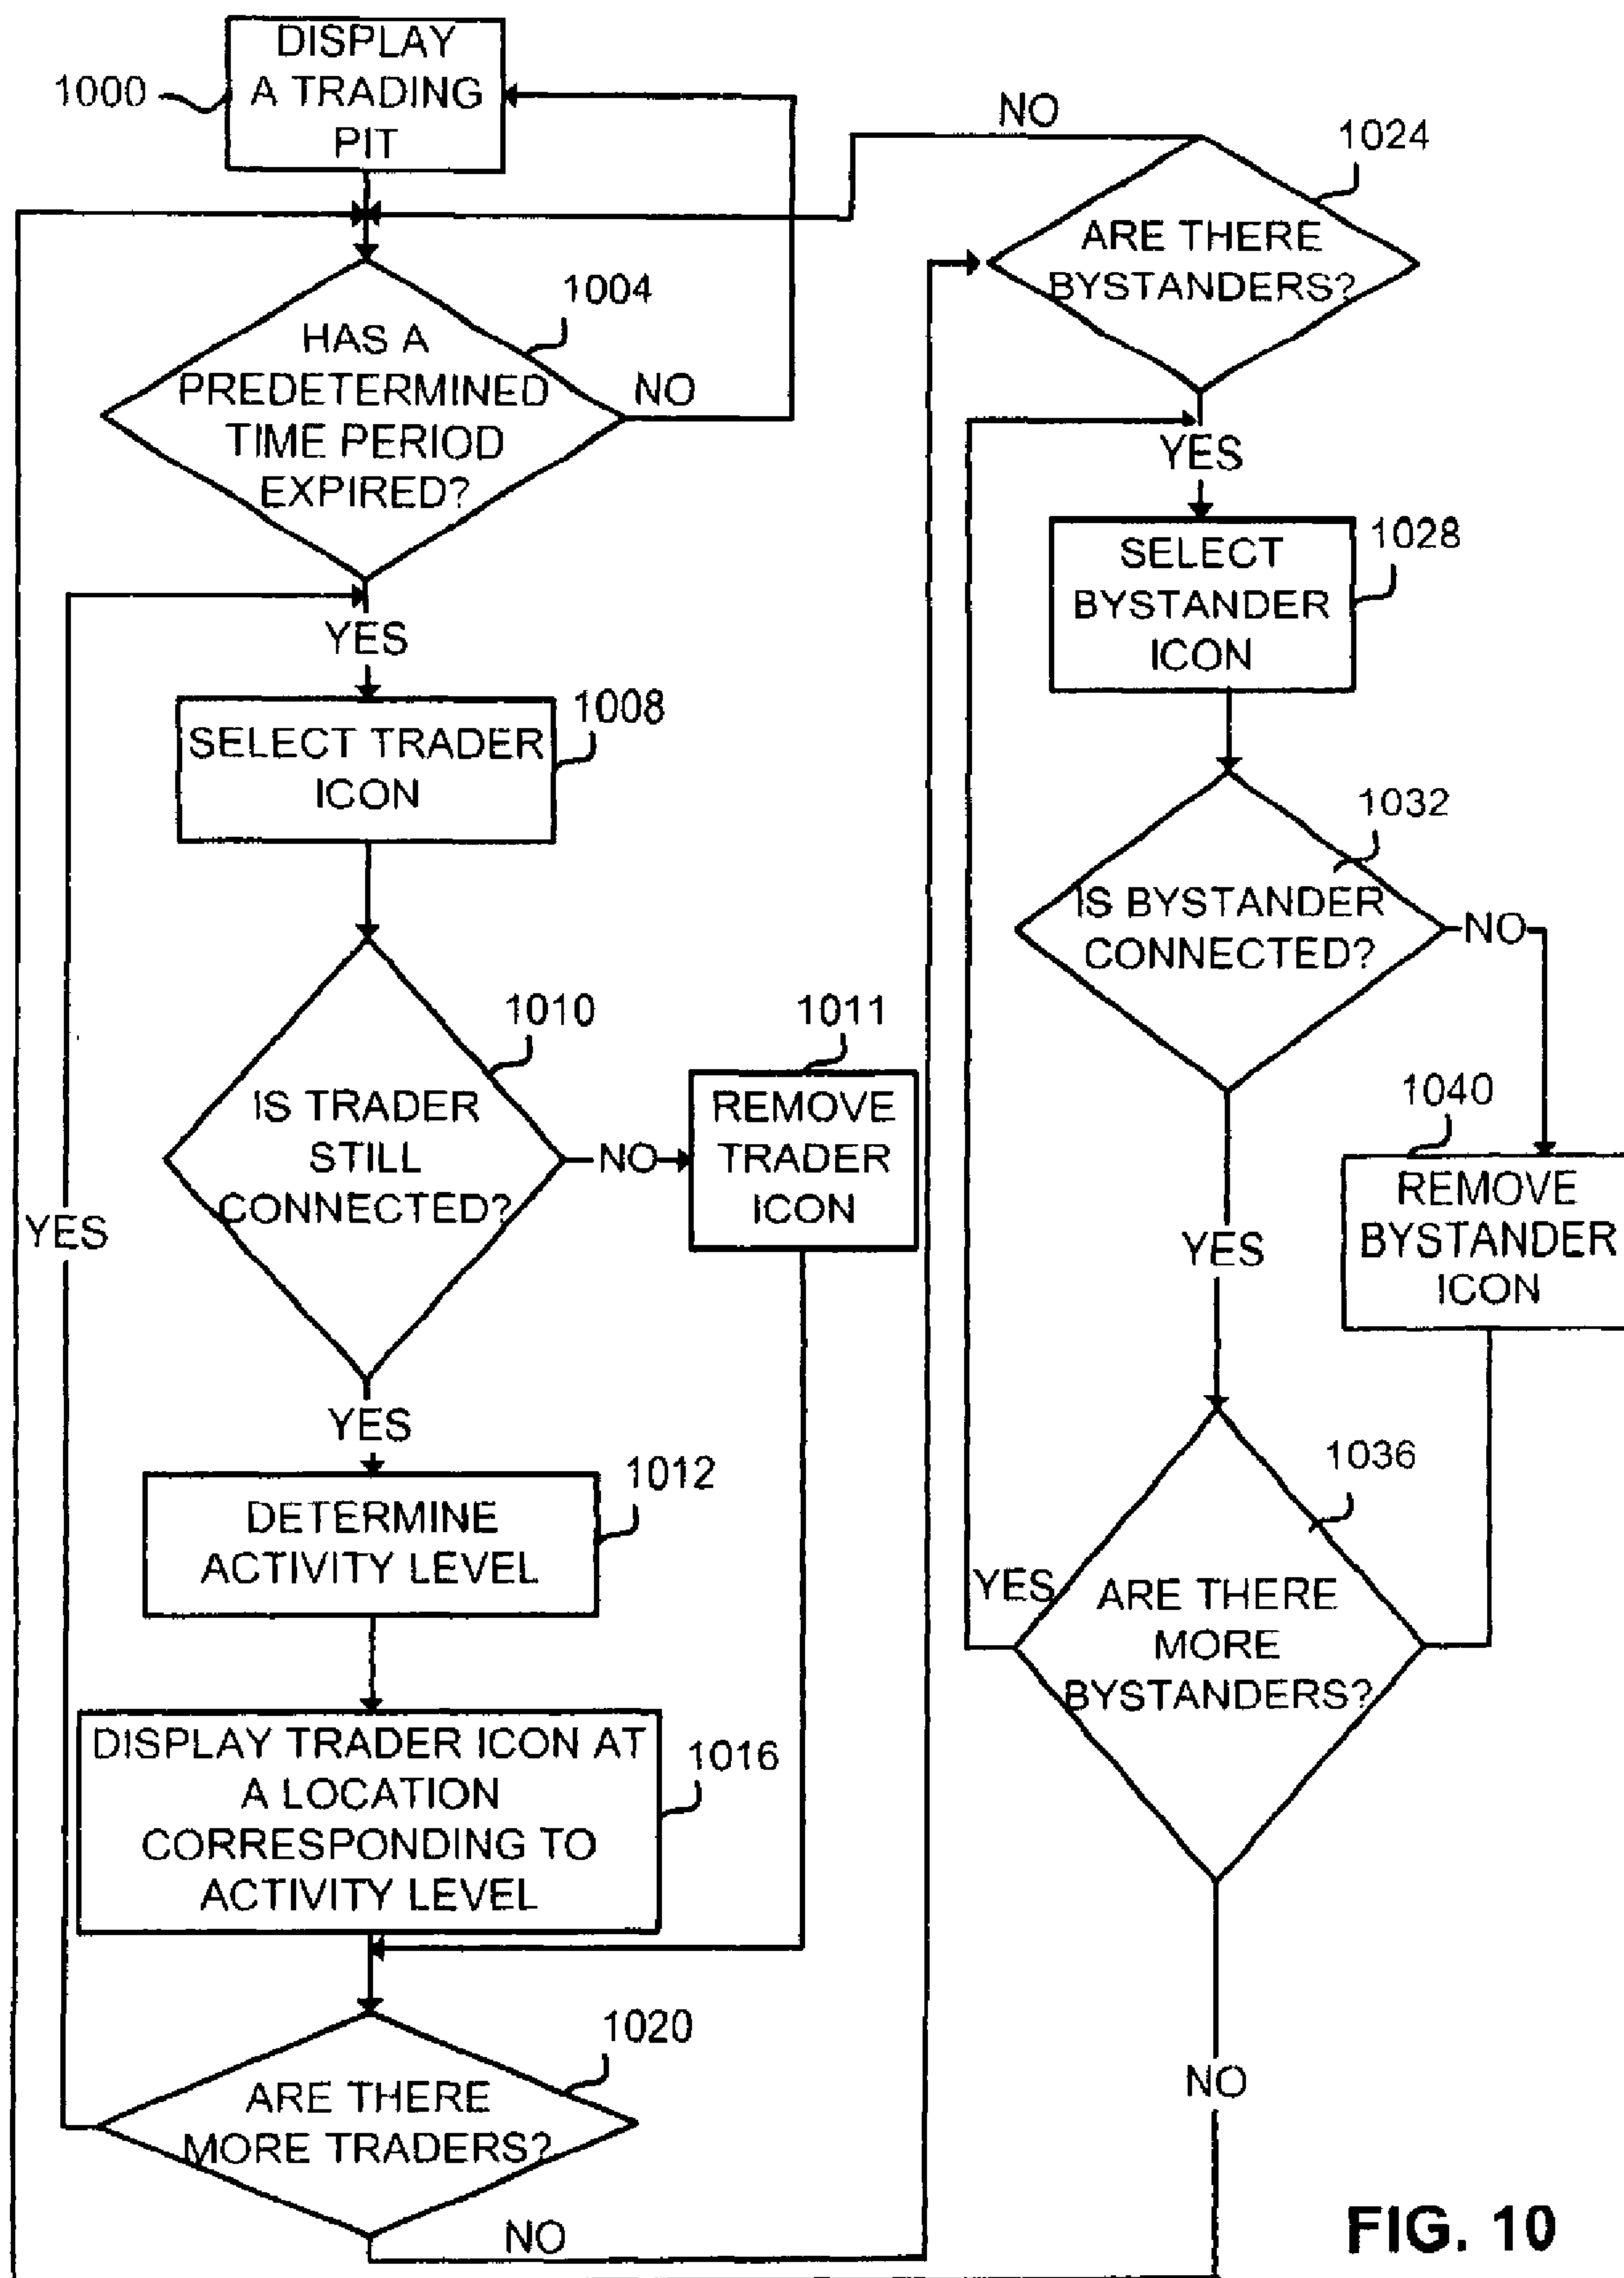 DISPLAY
A TRADING
PIT
1000
HAS A
PREDETERMINED
TIME PERIOD
EXPIRED?
1004
NO
YES
SELECT TRADER
ICON
1008
IS TRADER
STILL
CONNECTED?
1010
NO
REMOVE
TRADER
ICON
1011
YES
DETERMINE
ACTIVITY LEVEL
1012
DISPLAY TRADER ICON AT
A LOCATION
CORRESPONDING TO
ACTIVITY LEVEL
1016
ARE THERE
MORE TRADERS?
1020
YES
NO
ARE THERE
BYSTANDERS?
1024
NO
YES
SELECT
BYSTANDER
ICON
1028
IS BYSTANDER
CONNECTED?
1032
NO
REMOVE
BYSTANDER
ICON
1040
YES
ARE THERE
MORE
BYSTANDERS?
1036
YES
NO
FIG. 10